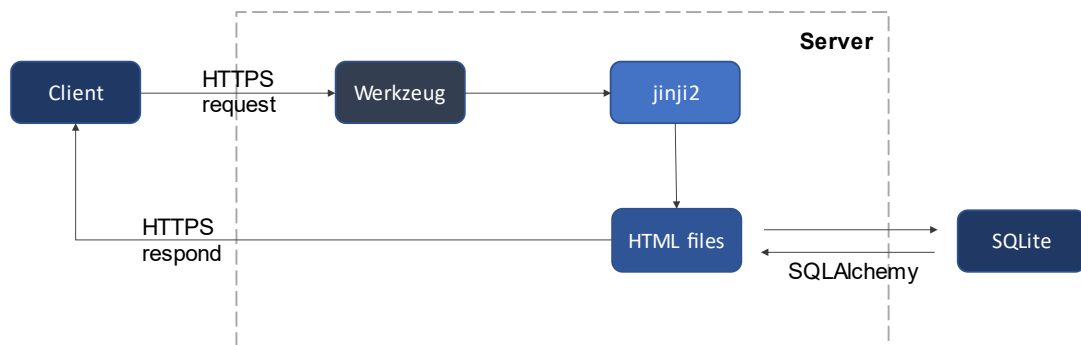 Server
HTTPS
request
Client
Werkzeug
jinji2
HTTPS
respond
HTML files
SQLite
SQLAlchemy